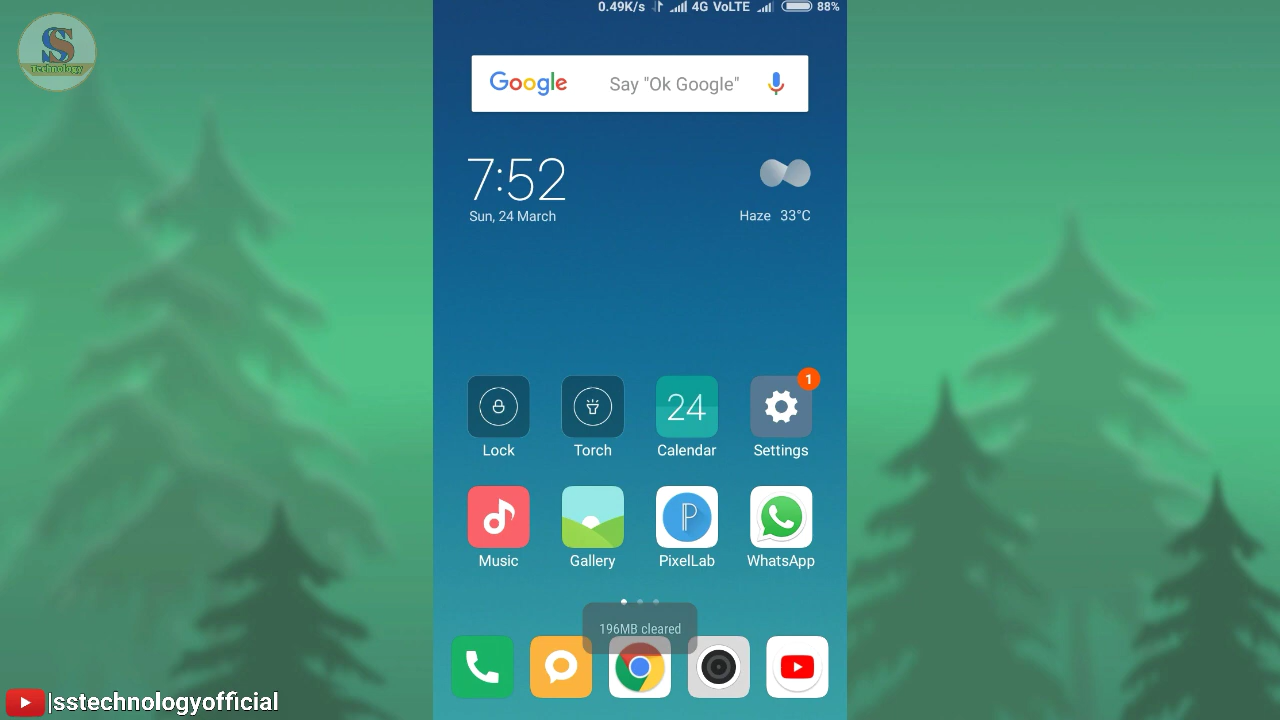 0.49K/s 4G VoLTE 88%
S
Technology
Google Say "Ok Google"
7:52
Sun, 24 March
Haze 33°C
1
24
Lock Torch Calendar Settings
P
Music Gallery PixelLab WhatsApp
196MB cleared
|sstechnologyofficial